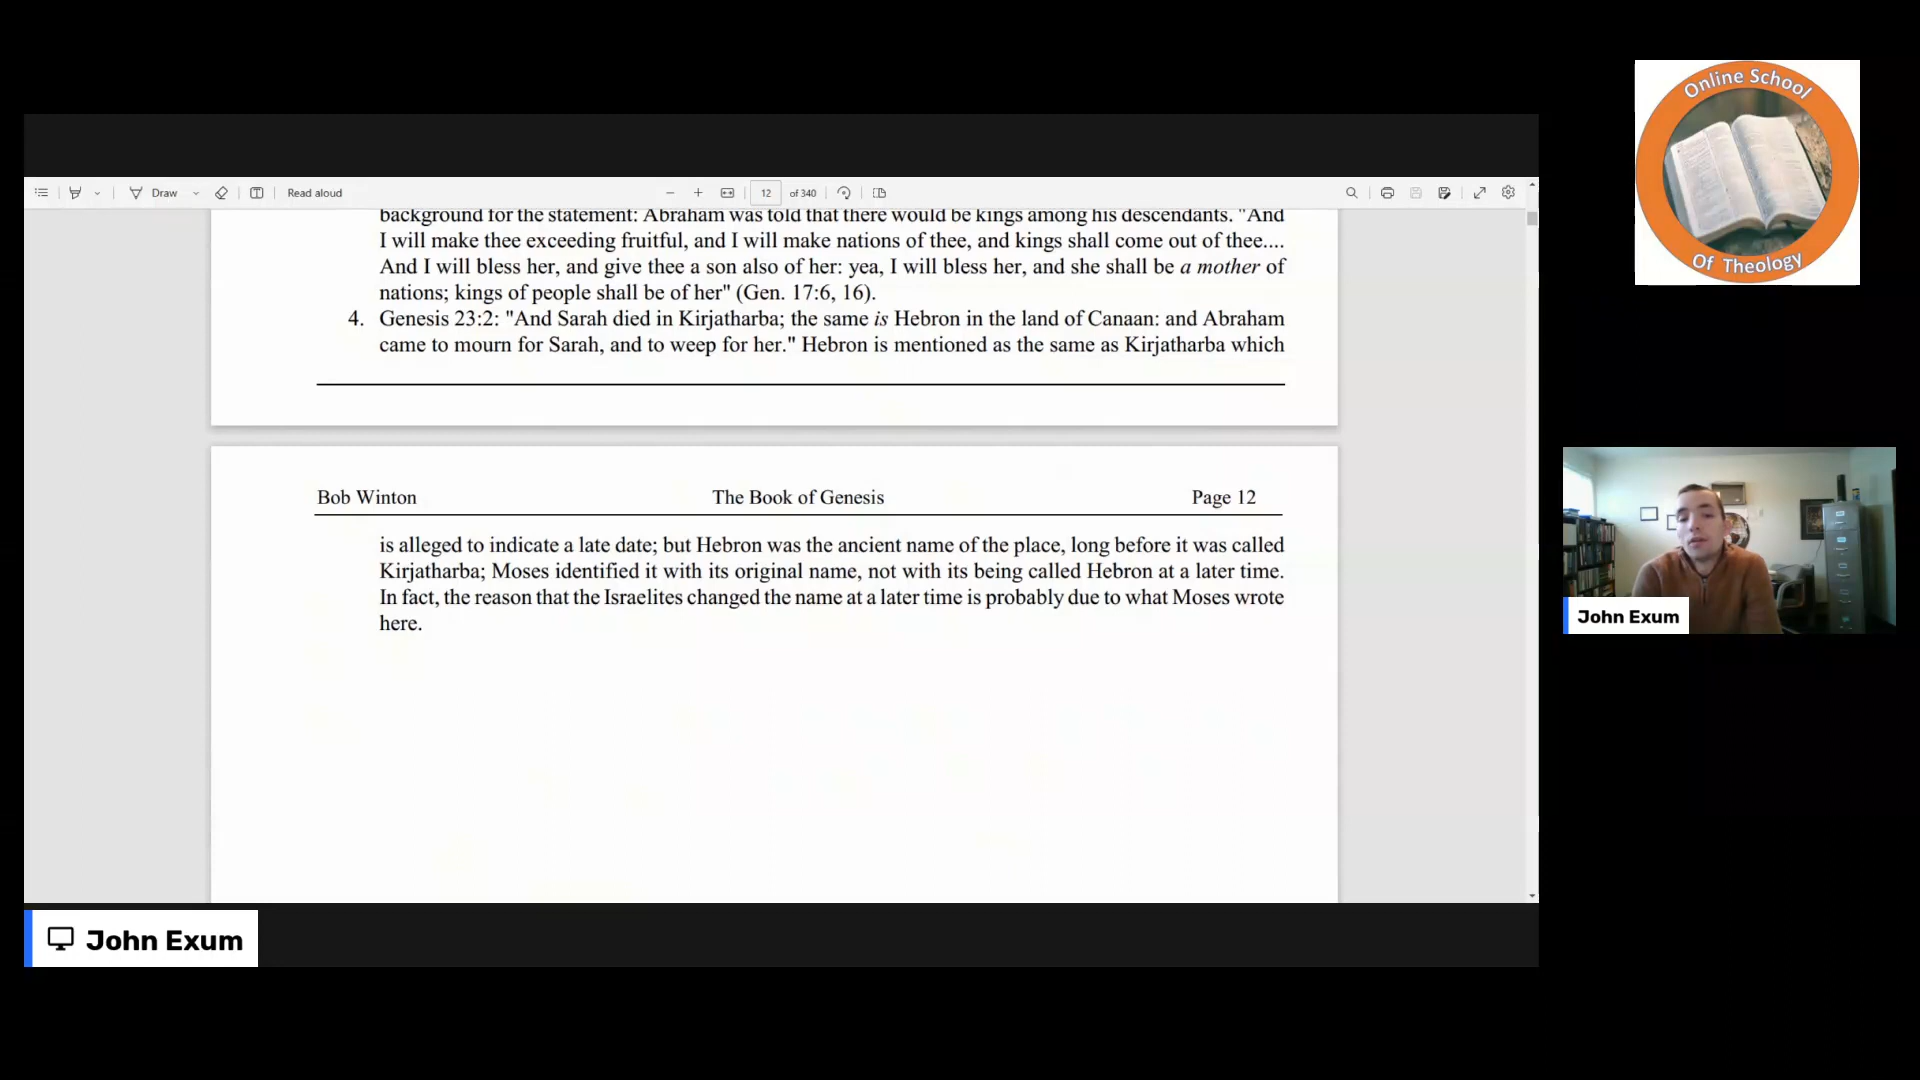 Online School
Of Theology
Draw
Read aloud
12
of 340
background for the statement: Abraham was told that there would be kings among his descendants. "And
I will make thee exceeding fruitful, and I will make nations of thee, and kings shall come out of thee....
And I will bless her, and give thee a son also of her: yea, I will bless her, and she shall be a mother of
nations; kings of people shall be of her" (Gen. 17:6, 16).
4. Genesis 23:2: "And Sarah died in Kirjatharba; the same is Hebron in the land of Canaan: and Abraham
came to mourn for Sarah, and to weep for her." Hebron is mentioned as the same as Kirjatharba which
Bob Winton The Book of Genesis Page 12
is alleged to indicate a late date; but Hebron was the ancient name of the place, long before it was called
Kirjatharba; Moses identified it with its original name, not with its being called Hebron at a later time.
In fact, the reason that the Israelites changed the name at a later time is probably due to what Moses wrote
here.
John Exum
John Exum